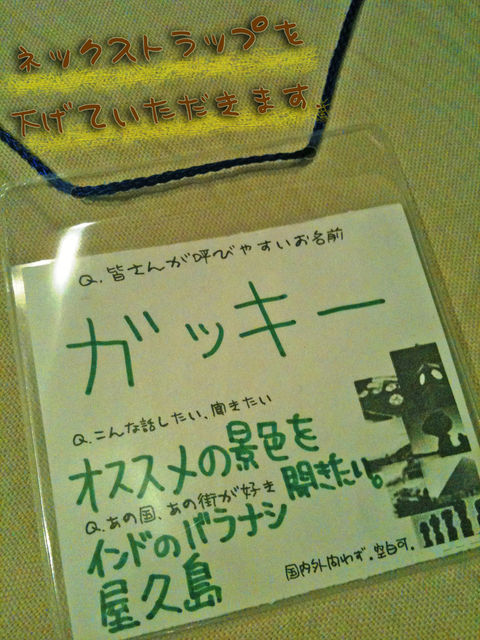 ネックストラップを
下げていただきます。
Q.皆さんが呼びやすいお名前
ガッキー
Q.こんな話したい、聞きたい
オススメの景色を
聞きたい。
Q.あの国、あの街が好き
インドのバラナシ
屋久島
国内外問わず。空白可.